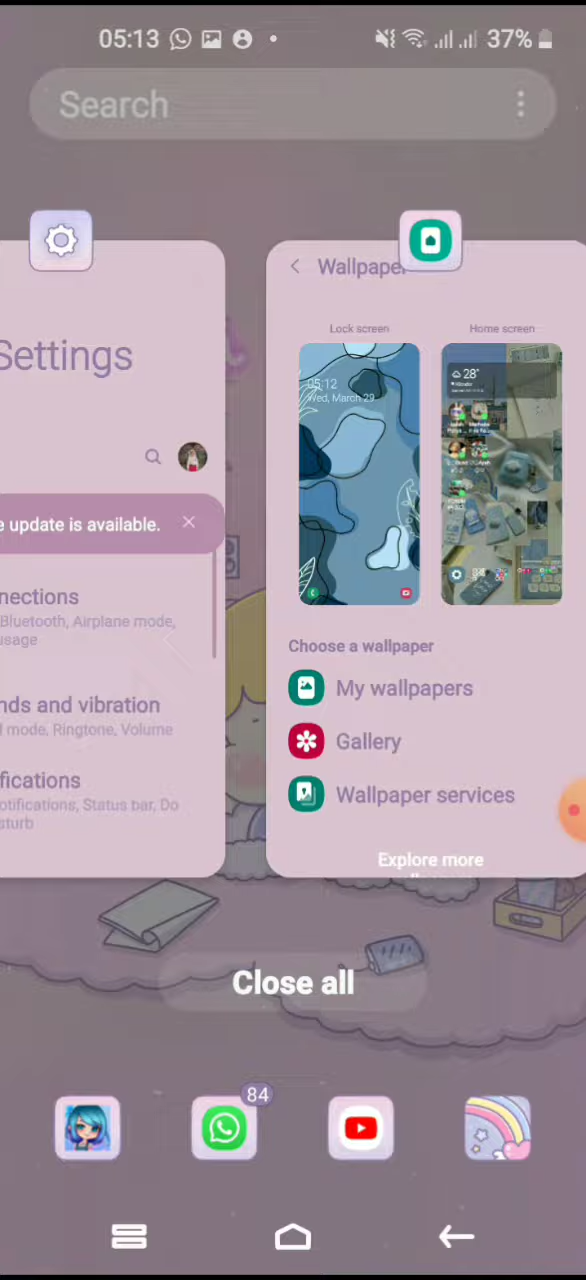 05:13
37%
Search
Settings
e update is available.
nections
Bluetooth, Airplane mode,
usage
nds and vibration
d mode, Ringtone, Volume
fications
otifications, Status bar, Do
sturb
Wallpaper
Lock screen
Home screen
05:12
Wed, March 29
28°
Choose a wallpaper
My wallpapers
Gallery
Wallpaper services
Explore more
Close all
84